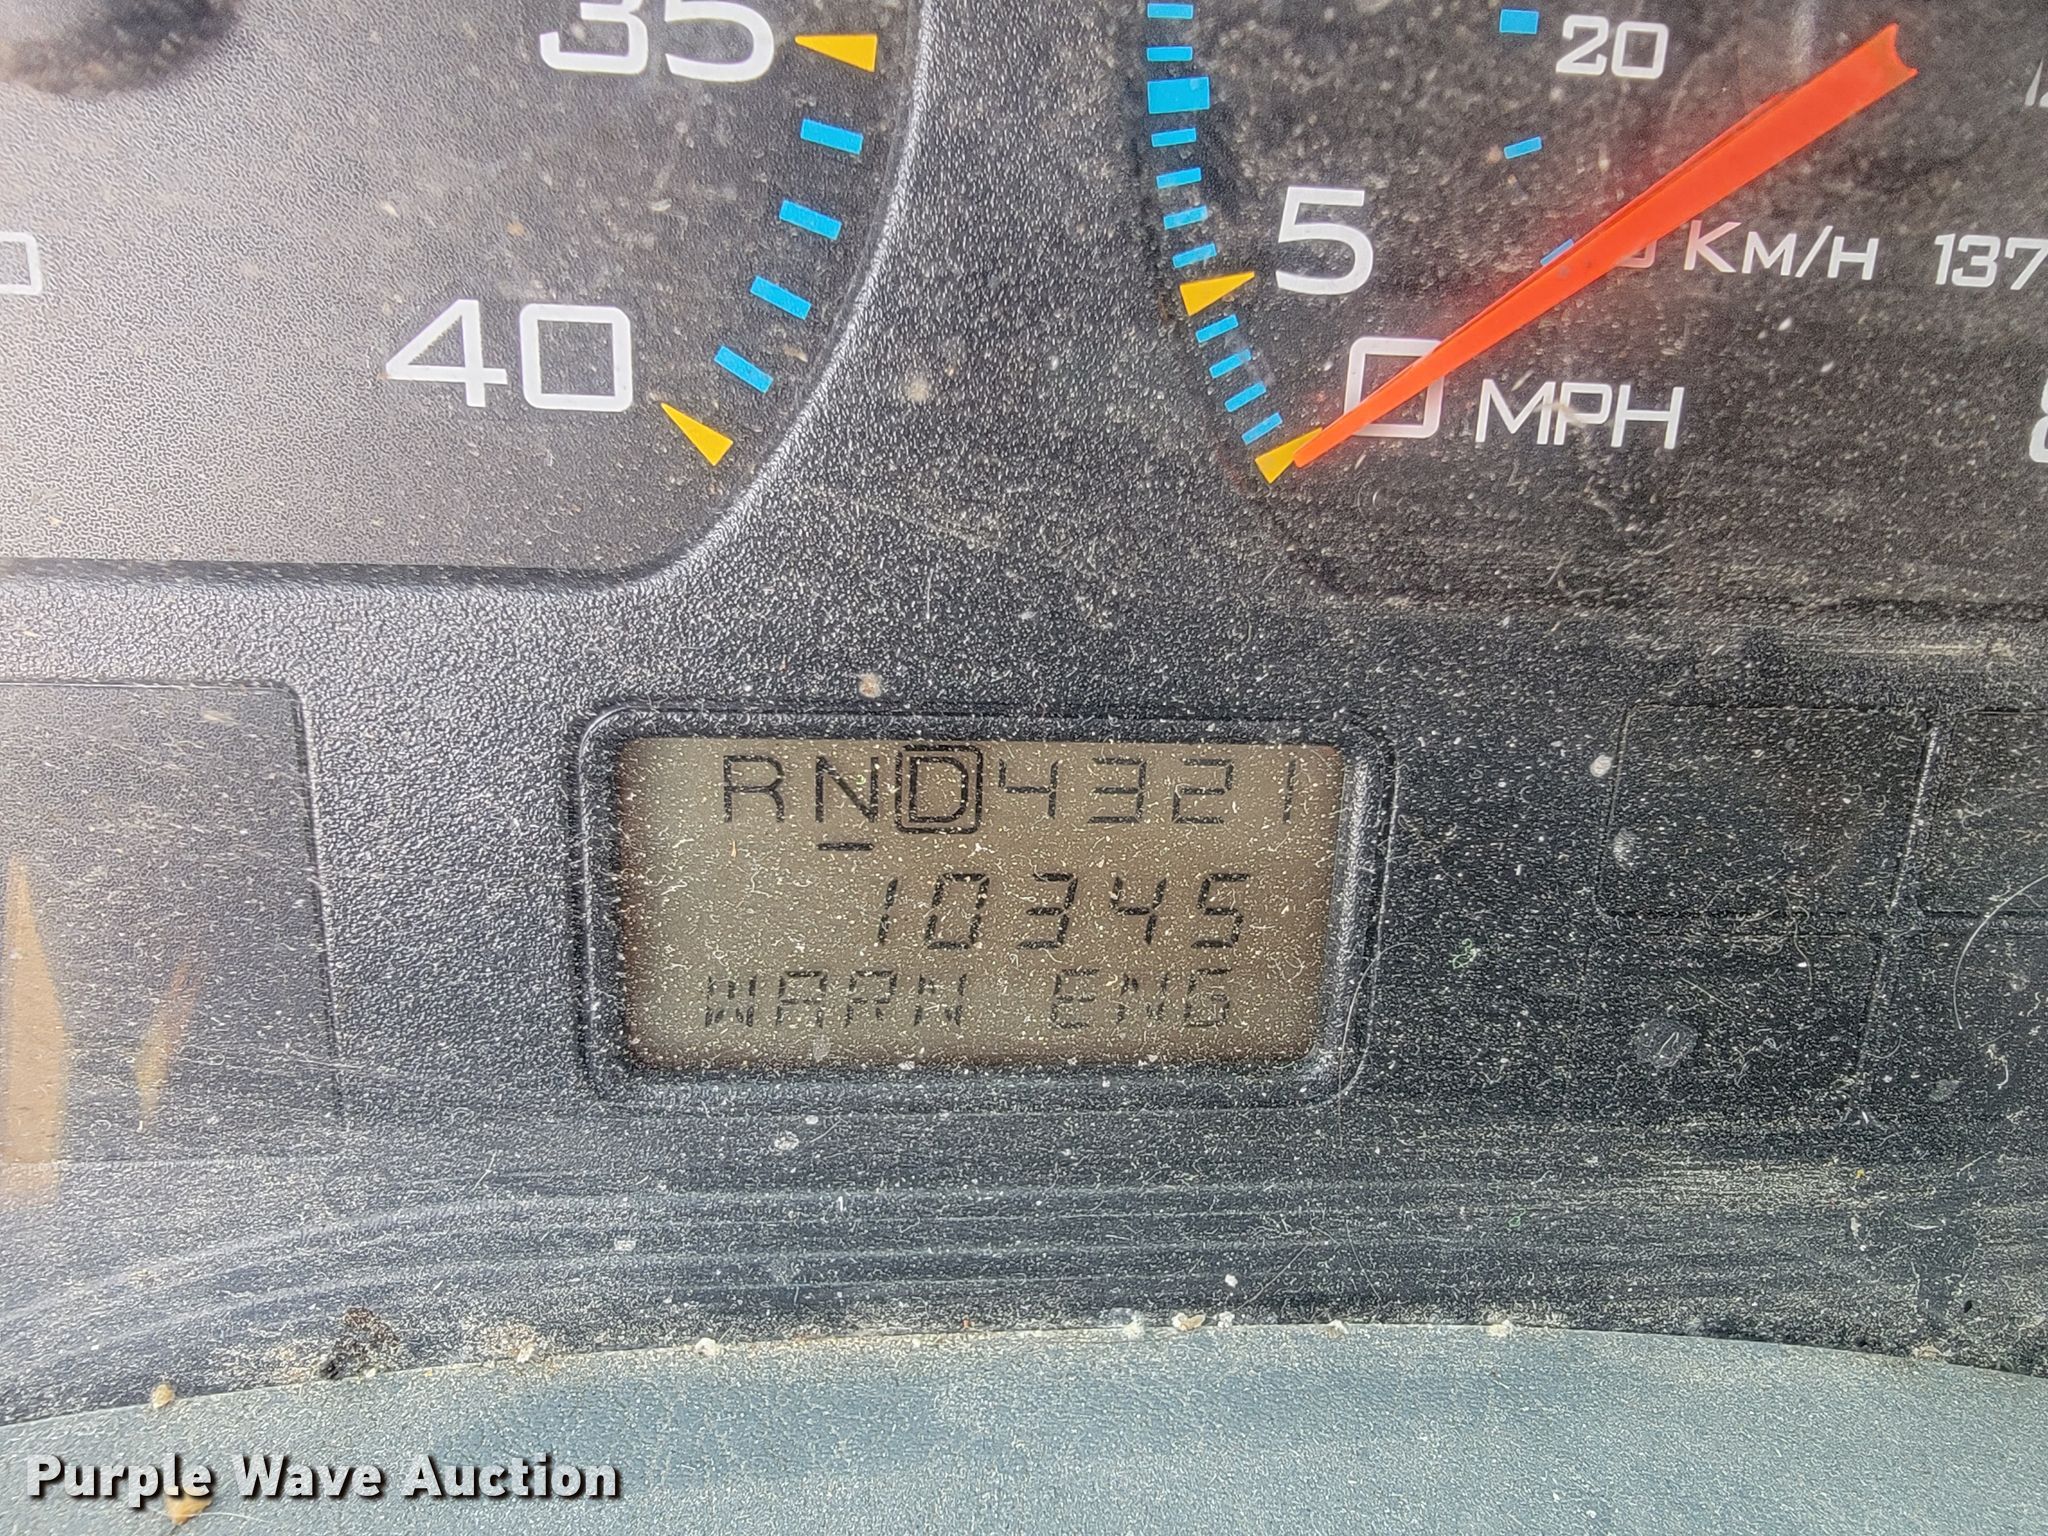 35
20
5
KM/H 137
40
0 MPH
RND4321
10345
WARN ENG
Purple Wave Auction